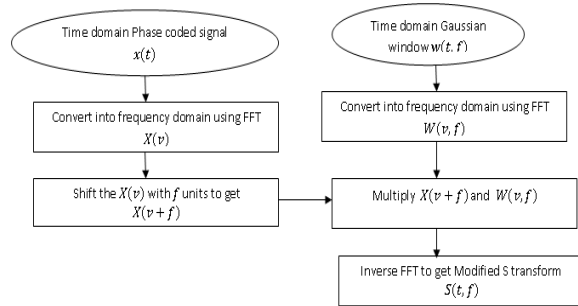 Time domain Phase coded signal
x(t)
Time domain Gaussian
window w(t, f)
Convert into frequency domain using FFT
X(v)
Convert into frequency domain using FFT
W(v, f)
Shift the X(v) with f units to get
X(v + f)
Multiply X(v + f) and W(v, f)
Inverse FFT to get Modified S transform
S(t, f)